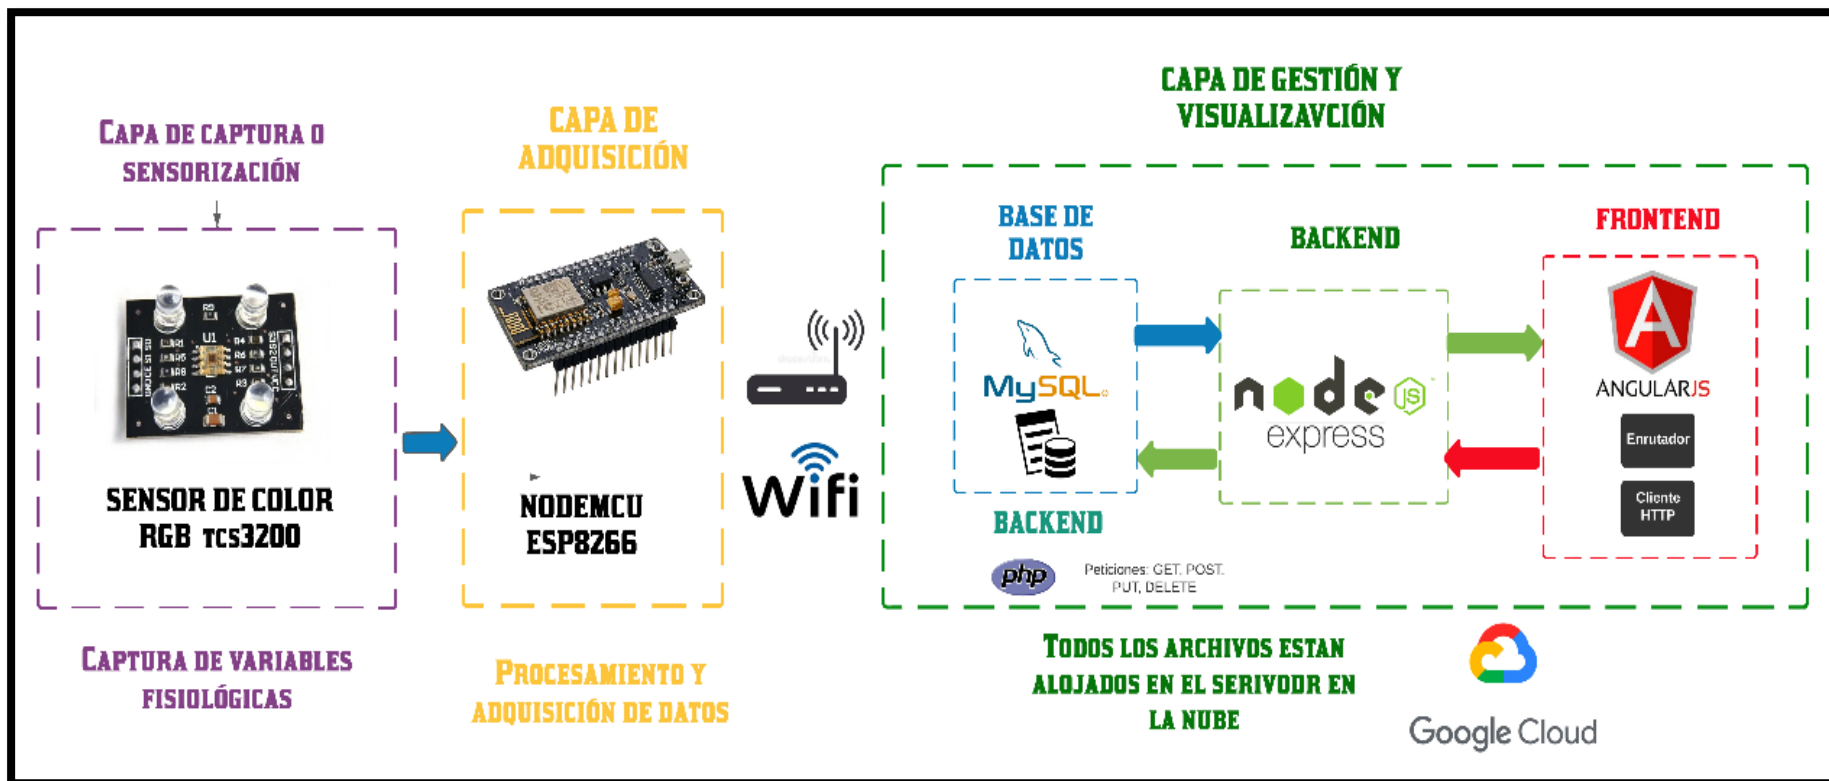 CAPA DE CAPTURA O
SENSORIZACIÓN
R5
U1
SENSOR DE COLOR
RGB TCS3200
CAPTURA DE VARIABLES
FISIOLÓGICAS
CAPA DE
ADQUISICIÓN
NODEMCU
ESP8266
PROCESAMIENTO Y
ADQUISICIÓN DE DATOS
Wifi
CAPA DE GESTIÓN Y
VISUALIZAVCIÓN
BASE DE
DATOS
MySQL
BACKEND
php
Peticiones: GET, POST,
PUT, DELETE
BACKEND
node JS
express
FRONTEND
A
ANGULARJS
Enrutador
Cliente
HTTP
TODOS LOS ARCHIVOS ESTAN
ALOJADOS EN EL SERIVODR EN
LA NUBE
Google Cloud